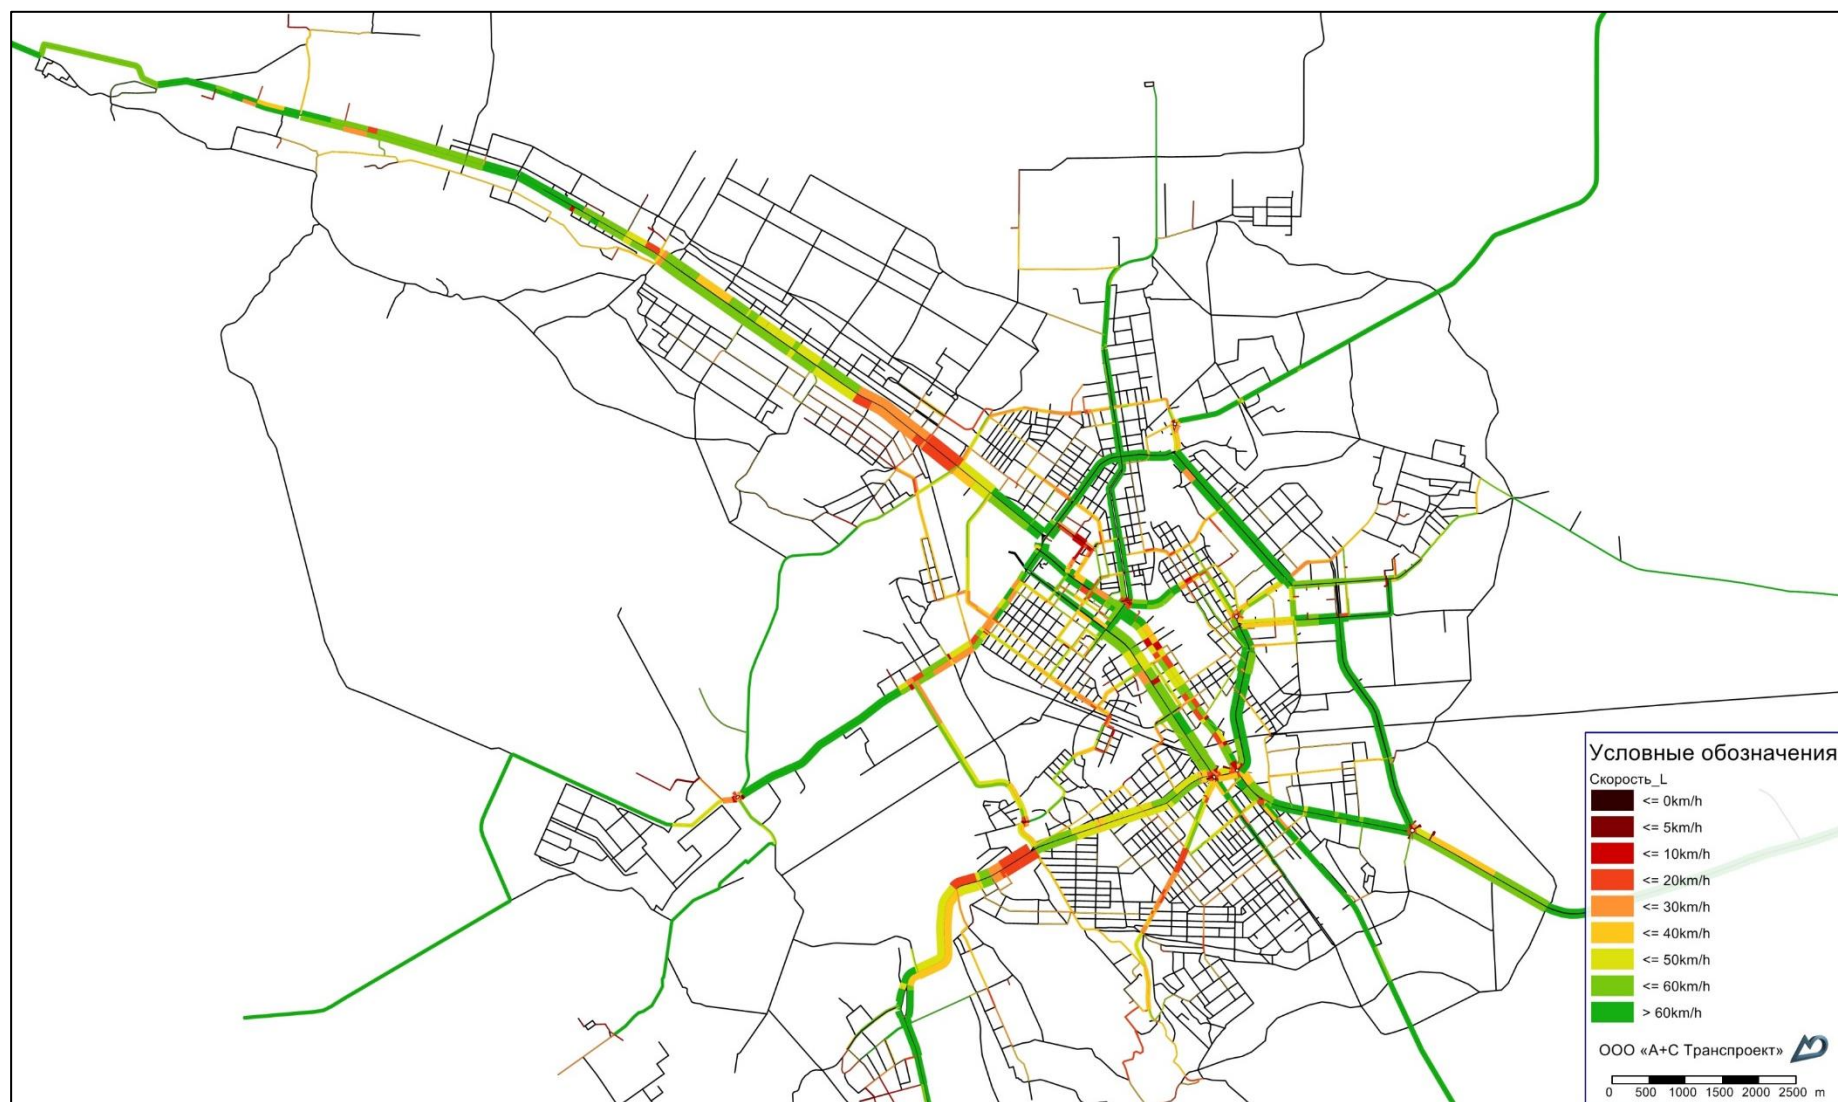 Условные обозначения
Скорость_L
<= 0km/h
<= 5km/h
<= 10km/h
<= 20km/h
<= 30km/h
<= 40km/h
<= 50km/h
<= 60km/h
> 60km/h
ООО «А+С Транспроект»
0 500 1000 1500 2000 2500 m